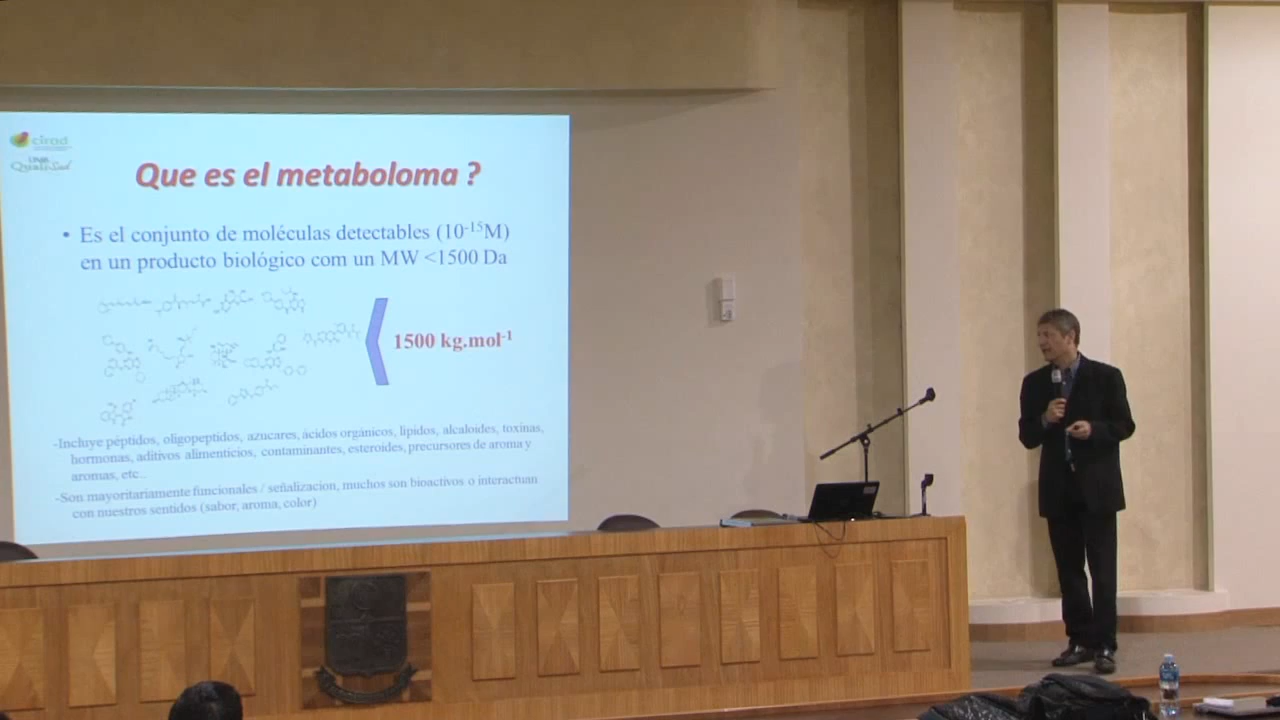 cirad
UMR
QualiSud
Que es el metaboloma ?
• Es el conjunto de moléculas detectables (10⁻¹⁵M)
en un producto biológico com un MW <1500 Da
1500 kg.mol⁻¹
-Incluye péptidos, oligopeptidos, azucares, ácidos orgánicos, lipidos, alcaloides, toxinas,
hormonas, aditivos alimenticios, contaminantes, esteroides, precursores de aroma y
aromas, etc..
-Son mayoritariamente funcionales / señalizacion, muchos son bioactivos o interactuan
con nuestros sentidos (sabor, aroma, color)